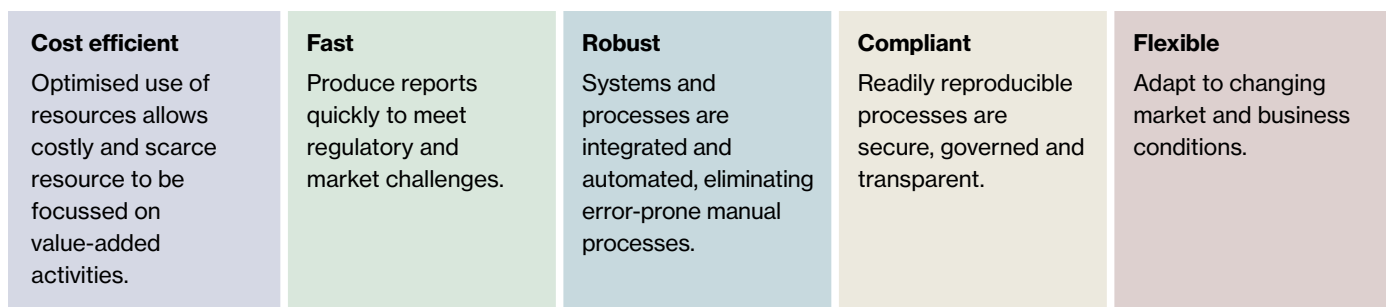 Cost efficient
Optimised use of
resources allows
costly and scarce
resource to be
focussed on
value-added
activities.
Fast
Produce reports
quickly to meet
regulatory and
market challenges.
Robust
Systems and
processes are
integrated and
automated, eliminating
error-prone manual
processes.
Compliant
Readily reproducible
processes are
secure, governed and
transparent.
Flexible
Adapt to changing
market and business
conditions.